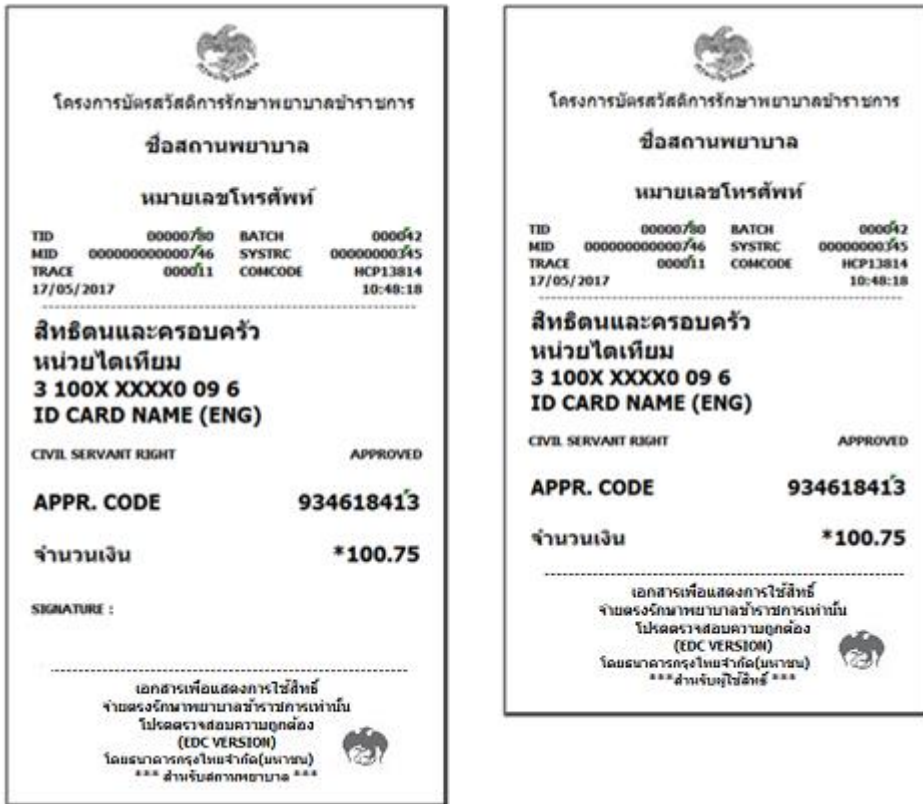 โครงการบัตรสวัสดิการรักษาพยาบาลข้าราชการ
ชื่อสถานพยาบาล
หมายเลขโทรศัพท์
TID 00000780 BATCH 000042
MID 000000000000746 SYSTRC 000000000345
TRACE 000011 COMCODE HCP13814
17/05/2017 10:48:18
สิทธิตนและครอบครัว
หน่วยไตเทียม
3 100X XXXX0 09 6
ID CARD NAME (ENG)
CIVIL SERVANT RIGHT APPROVED
APPR. CODE 934618413
จำนวนเงิน *100.75
SIGNATURE :
เอกสารเพื่อแสดงการใช้สิทธิ์
จ่ายตรงรักษาพยาบาลข้าราชการเท่านั้น
โปรดตรวจสอบความถูกต้อง
(EDC VERSION)
โดยธนาคารกรุงไทยจำกัด(มหาชน)
*** สำหรับสถานพยาบาล ***
โครงการบัตรสวัสดิการรักษาพยาบาลข้าราชการ
ชื่อสถานพยาบาล
หมายเลขโทรศัพท์
TID 00000780 BATCH 000042
MID 000000000000746 SYSTRC 000000000345
TRACE 000011 COMCODE HCP13814
17/05/2017 10:48:18
สิทธิตนและครอบครัว
หน่วยไตเทียม
3 100X XXXX0 09 6
ID CARD NAME (ENG)
CIVIL SERVANT RIGHT APPROVED
APPR. CODE 934618413
จำนวนเงิน *100.75
เอกสารเพื่อแสดงการใช้สิทธิ์
จ่ายตรงรักษาพยาบาลข้าราชการเท่านั้น
โปรดตรวจสอบความถูกต้อง
(EDC VERSION)
โดยธนาคารกรุงไทยจำกัด(มหาชน)
***สำหรับผู้ใช้สิทธิ์ ***